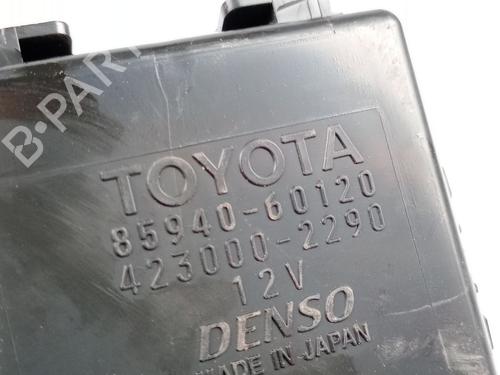 B-PART
TOYOTA
85940-60120
423000-2290
12V
DENSO
MADE IN JAPAN